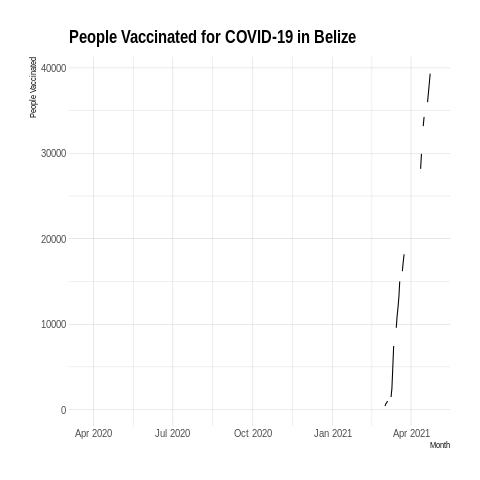 People Vaccinated for COVID-19 in Belize
People Vaccinated
40000
30000
20000
10000
0
Apr 2020 Jul 2020 Oct 2020 Jan 2021 Apr 2021
Month